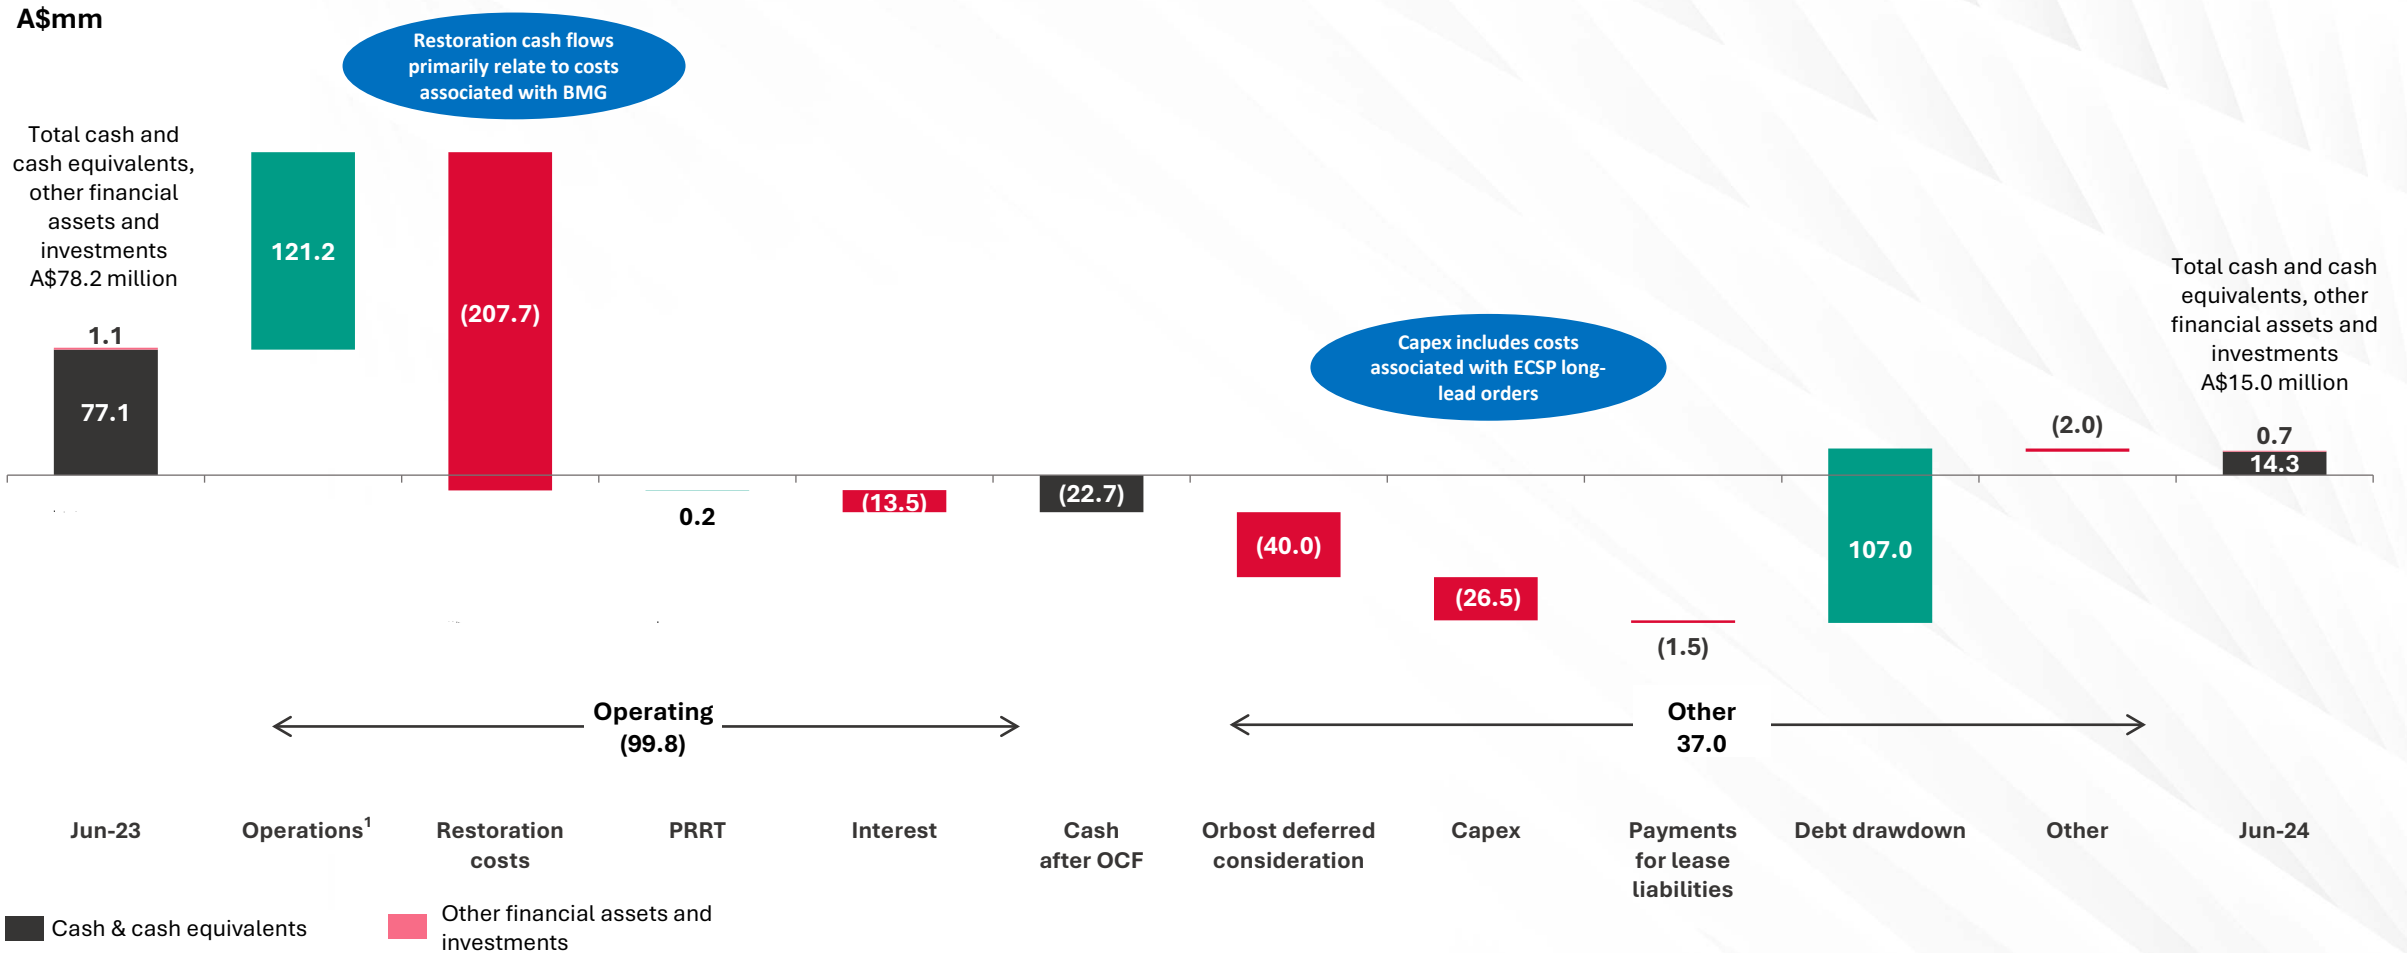 A$mm
Restoration cash flows
primarily relate to costs
associated with BMG
Total cash and
cash equivalents,
other financial
assets and
investments
A$78.2 million
1.1
77.1
121.2
(207.7)
0.2
(13.5)
(22.7)
(40.0)
Capex includes costs
associated with ECSP long-
lead orders
(26.5)
(1.5)
107.0
(2.0)
Total cash and cash
equivalents, other
financial assets and
investments
A$15.0 million
0.7
14.3
Operating
(99.8)
Other
37.0
Jun-23
Operations¹
Restoration
costs
PRRT
Interest
Cash
after OCF
Orbost deferred
consideration
Capex
Payments
for lease
liabilities
Debt drawdown
Other
Jun-24
Cash & cash equivalents
Other financial assets and
investments